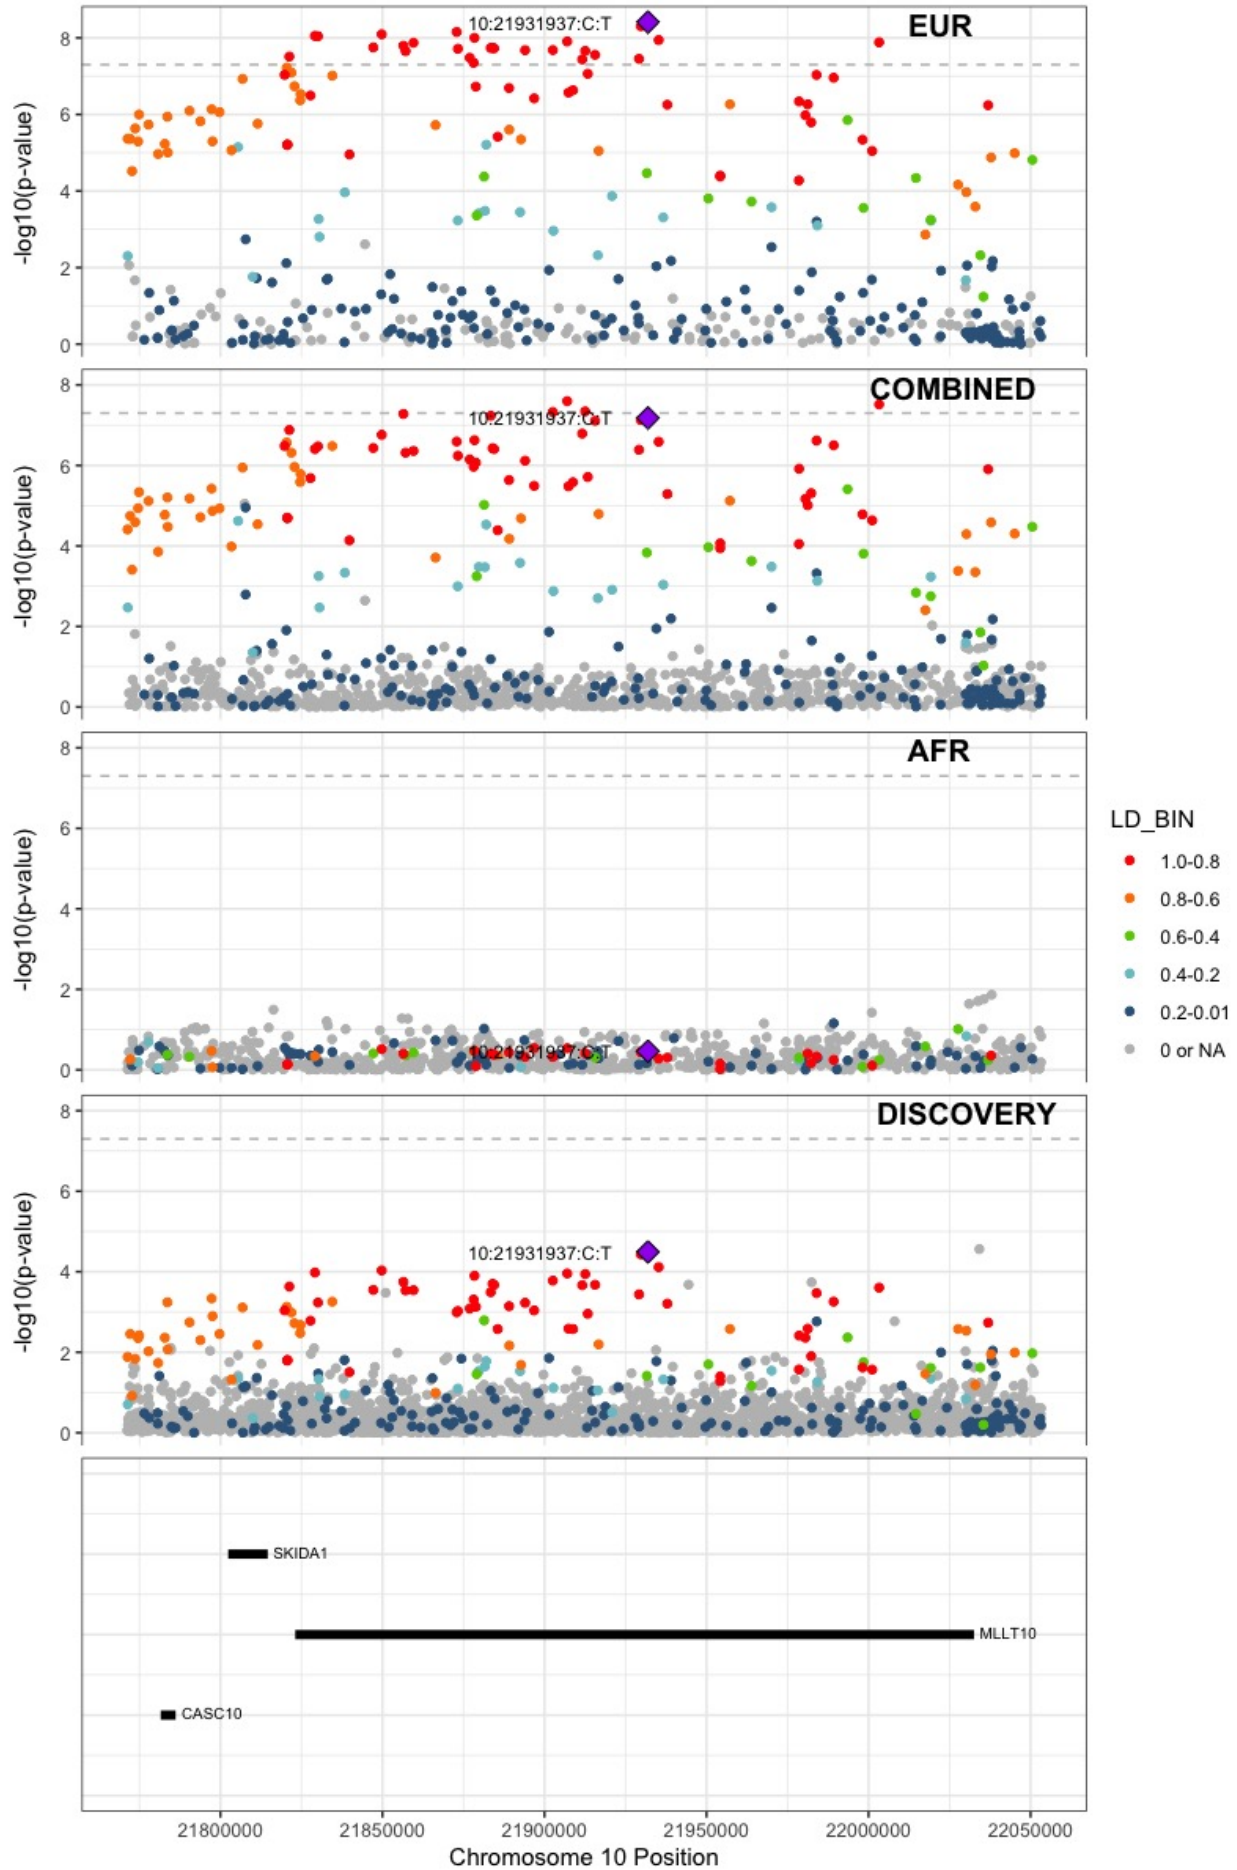 EUR
10:21931937:C:T
-log10(p-value)
8
6
4
2
0
COMBINED
10:21931937:C:T
-log10(p-value)
8
6
4
2
0
AFR
10:21931937:C:T
-log10(p-value)
8
6
4
2
0
DISCOVERY
10:21931937:C:T
-log10(p-value)
8
6
4
2
0
LD_BIN
1.0-0.8
0.8-0.6
0.6-0.4
0.4-0.2
0.2-0.01
0 or NA
SKIDA1
MLLT10
CASC10
21800000 21850000 21900000 21950000 22000000 22050000
Chromosome 10 Position